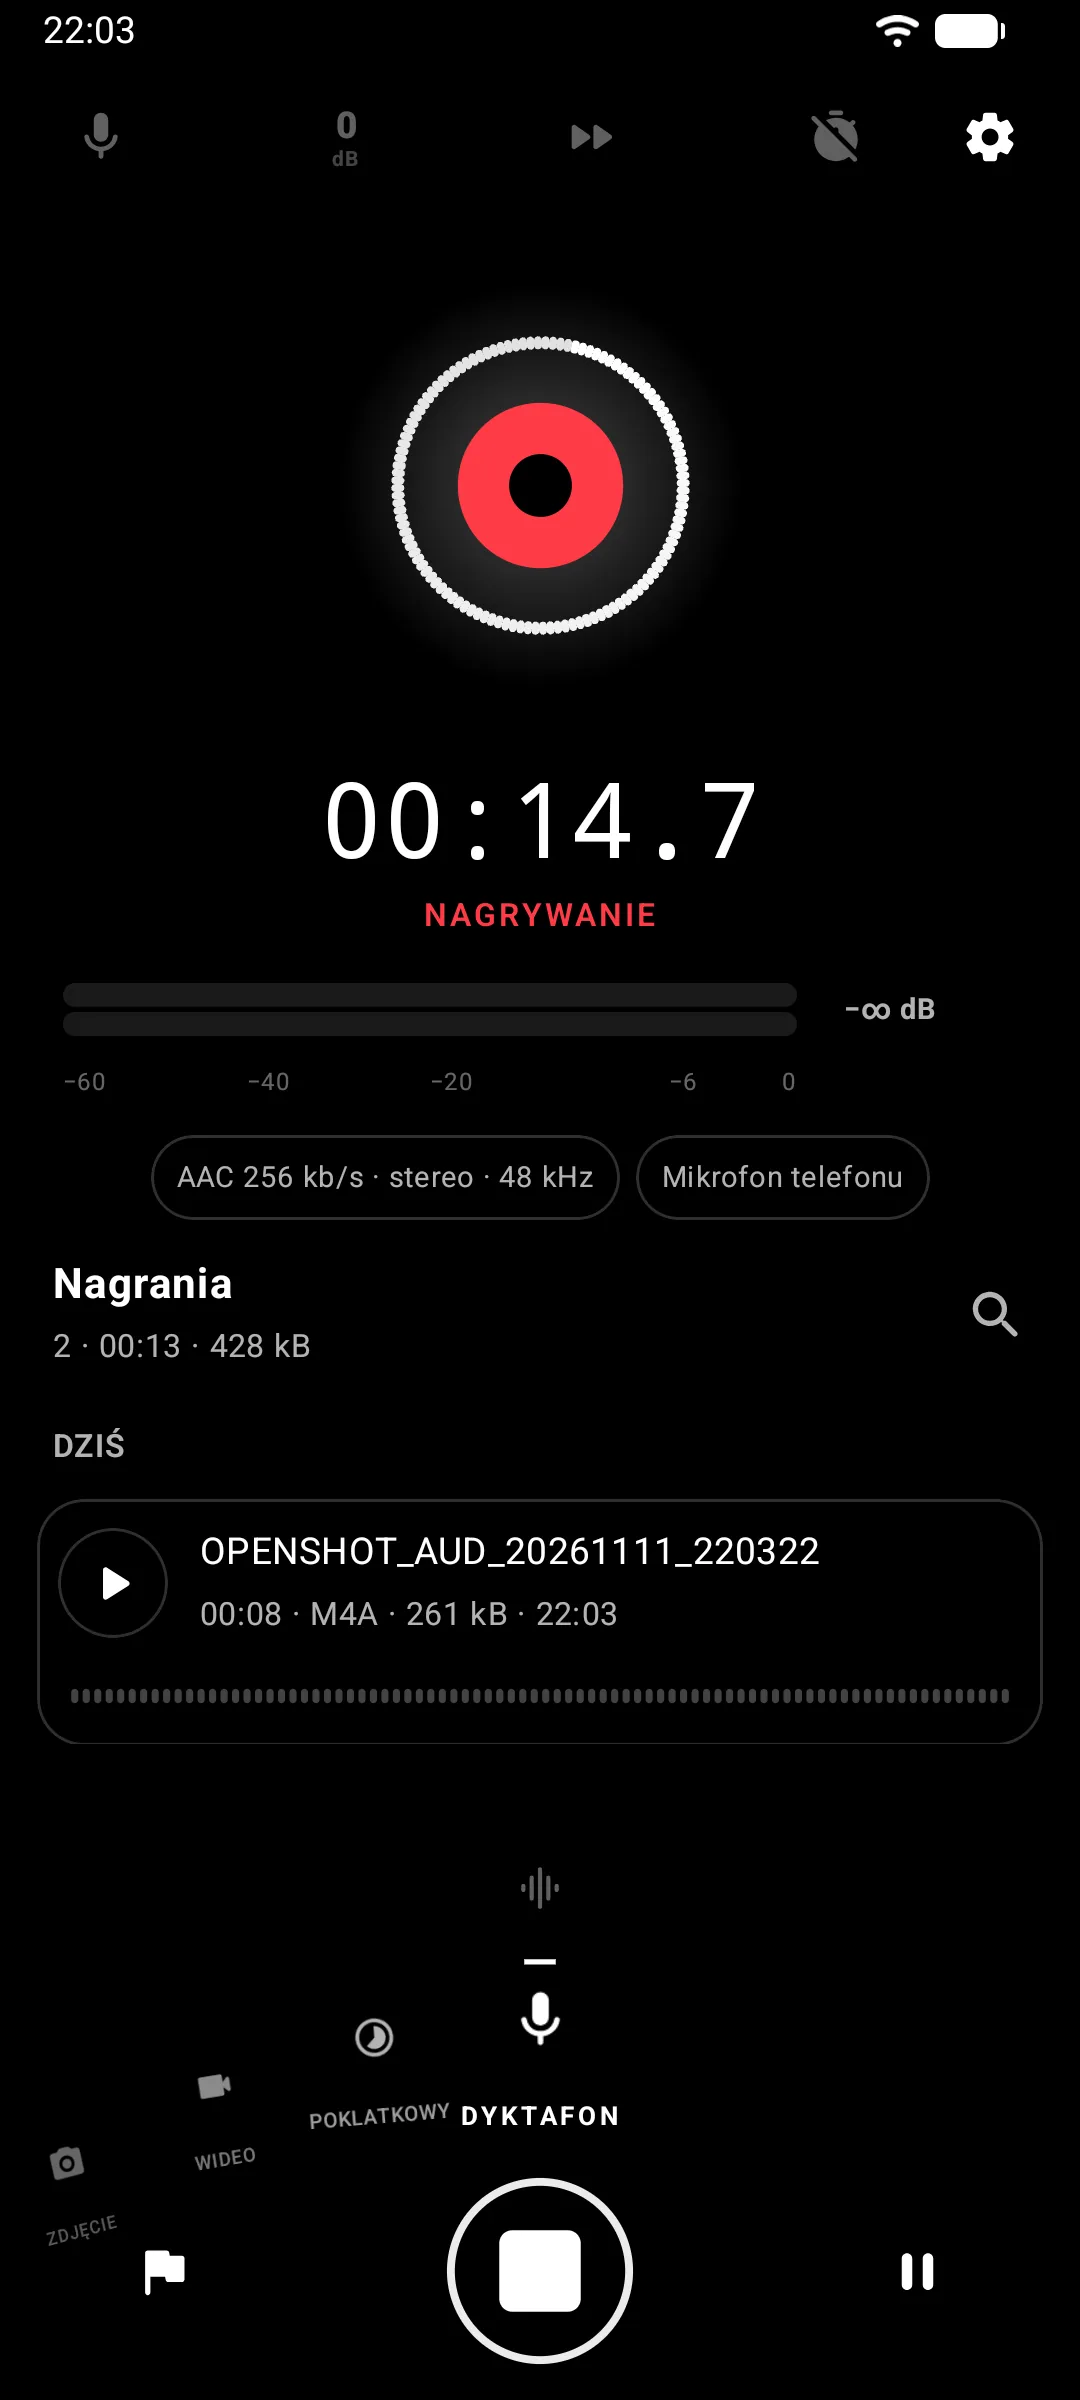 22:03
0
dB
00:14.7
NAGRYWANIE
−∞ dB
−60 −40 −20 −6 0
AAC 256 kb/s · stereo · 48 kHz
Mikrofon telefonu
Nagrania
2 · 00:13 · 428 kB
DZIŚ
OPENSHOT_AUD_20261111_220322
00:08 · M4A · 261 kB · 22:03
ZDJĘCIE
WIDEO
POKLATKOWY
DYKTAFON